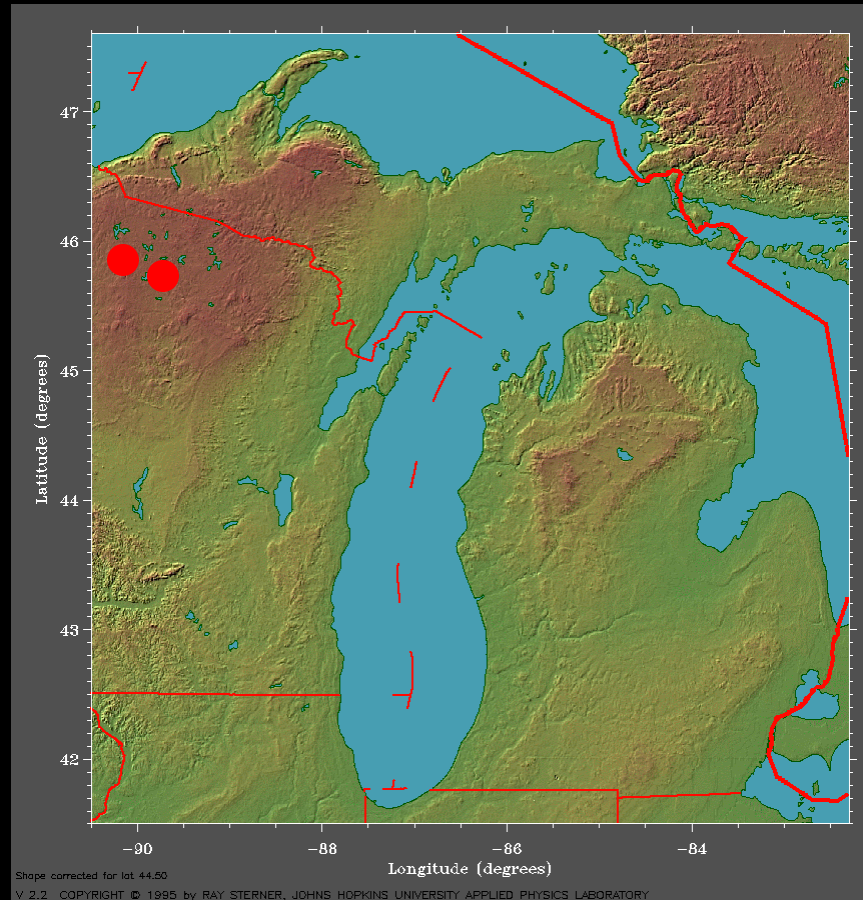 47
46
45
44
43
42
Latitude (degrees)
-90
-88
-86
-84
Longitude (degrees)
Shape corrected for lat 44.50
V 2.2 COPYRIGHT © 1995 by RAY STERNER, JOHNS HOPKINS UNIVERSITY APPLIED PHYSICS LABORATORY